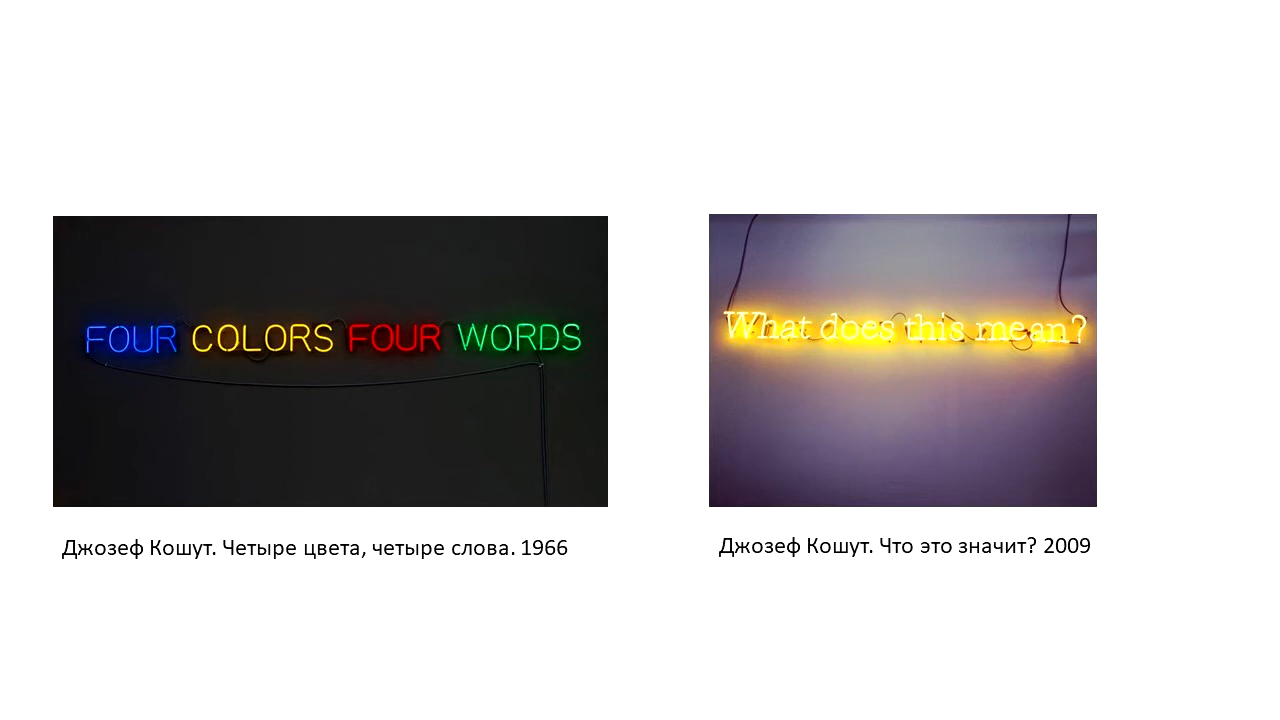 FOUR COLORS FOUR WORDS
What does this mean?
Джозеф Кошут. Четыре цвета, четыре слова. 1966
Джозеф Кошут. Что это значит? 2009